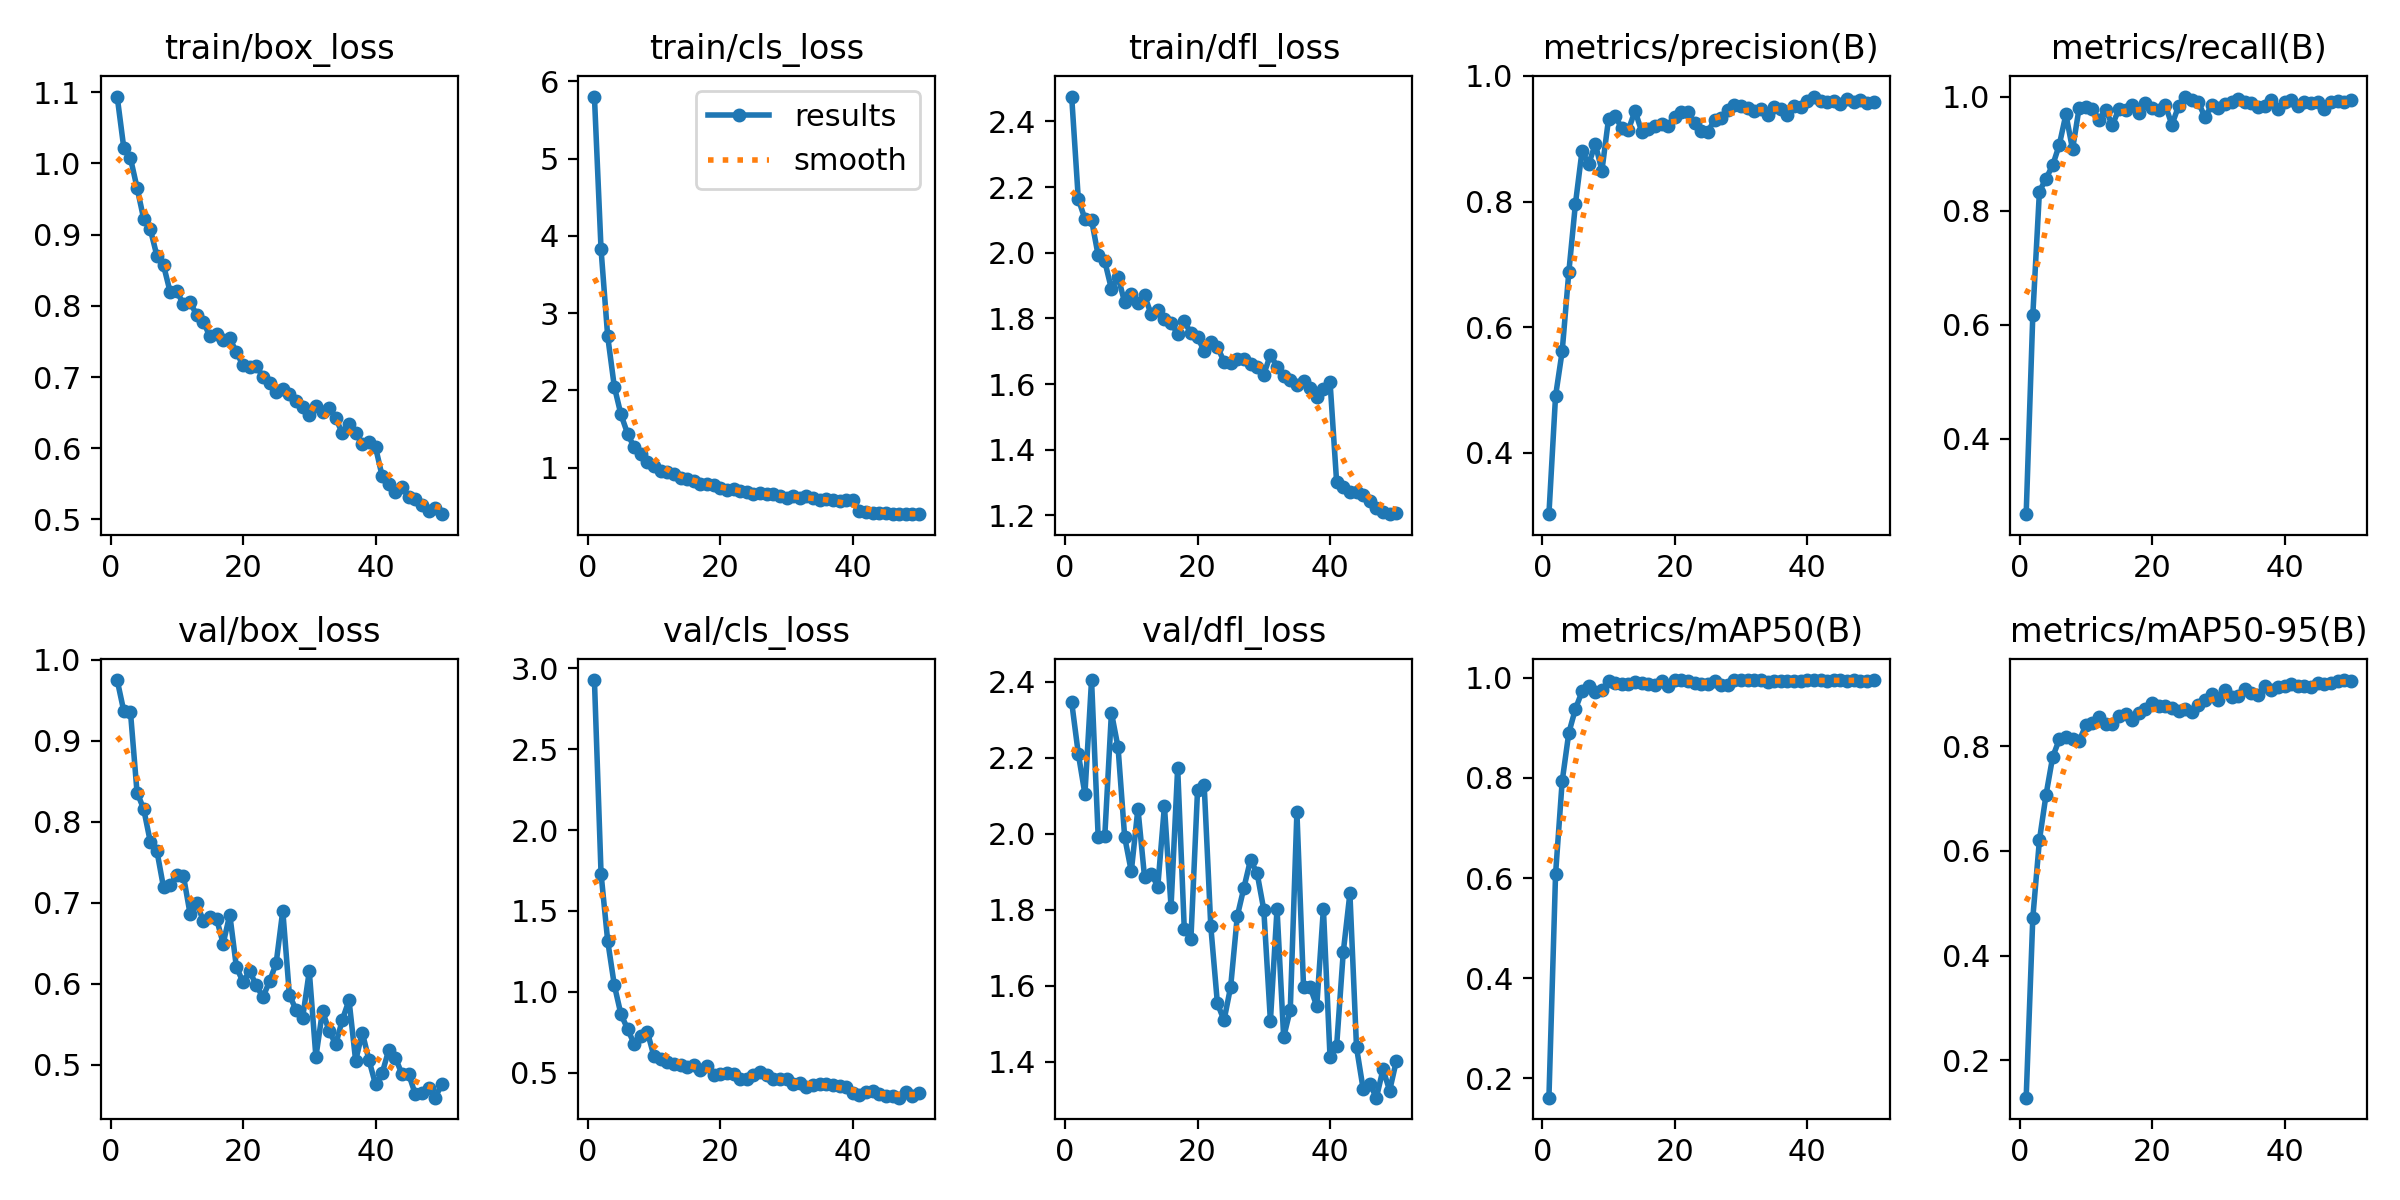 train/box_loss
train/cls_loss
train/dfl_loss
metrics/precision(B)
metrics/recall(B)
1.1
1.0
0.9
0.8
0.7
0.6
0.5
0 20 40
6
5
4
3
2
1
results
smooth
0 20 40
2.4
2.2
2.0
1.8
1.6
1.4
1.2
0 20 40
1.0
0.8
0.6
0.4
0 20 40
1.0
0.8
0.6
0.4
0 20 40
val/box_loss
val/cls_loss
val/dfl_loss
metrics/mAP50(B)
metrics/mAP50-95(B)
1.0
0.9
0.8
0.7
0.6
0.5
0 20 40
3.0
2.5
2.0
1.5
1.0
0.5
0 20 40
2.4
2.2
2.0
1.8
1.6
1.4
0 20 40
1.0
0.8
0.6
0.4
0.2
0 20 40
0.8
0.6
0.4
0.2
0 20 40